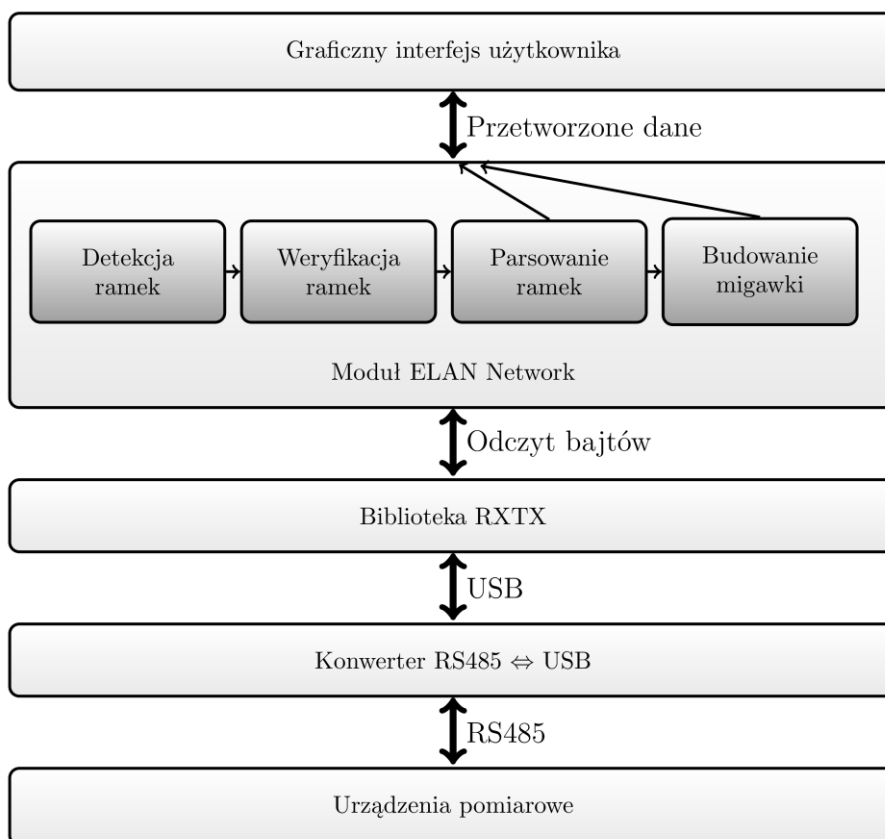 Graficzny interfejs użytkownika
Przetworzone dane
Detekcja
ramek
Weryfikacja
ramek
Parsowanie
ramek
Budowanie
migawki
Moduł ELAN Network
Odczyt bajtów
Biblioteka RXTX
USB
Konwerter RS485 ⇔ USB
RS485
Urządzenia pomiarowe